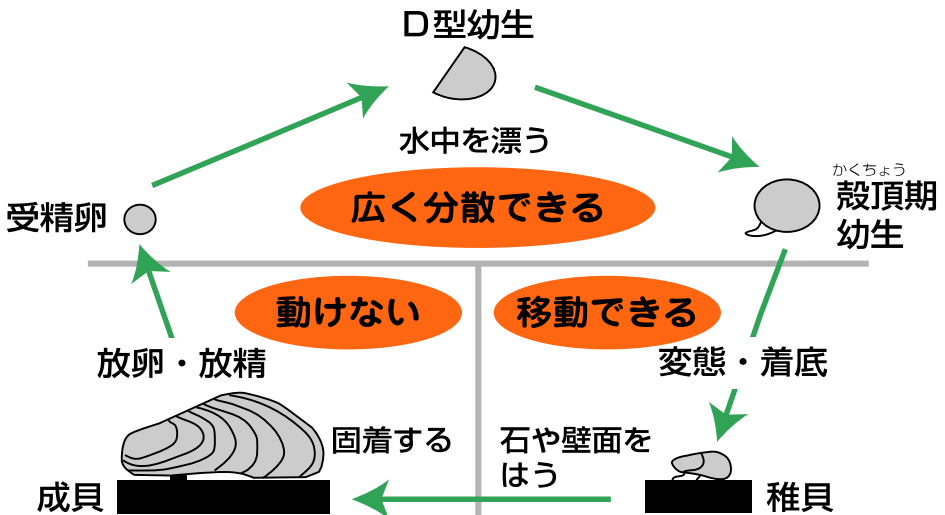 D型幼生
水中を漂う
広く分散できる
受精卵
かくちょう
殻頂期
幼生
動けない
移動できる
放卵・放精
変態・着底
固着する
石や壁面を
はう
成貝
稚貝